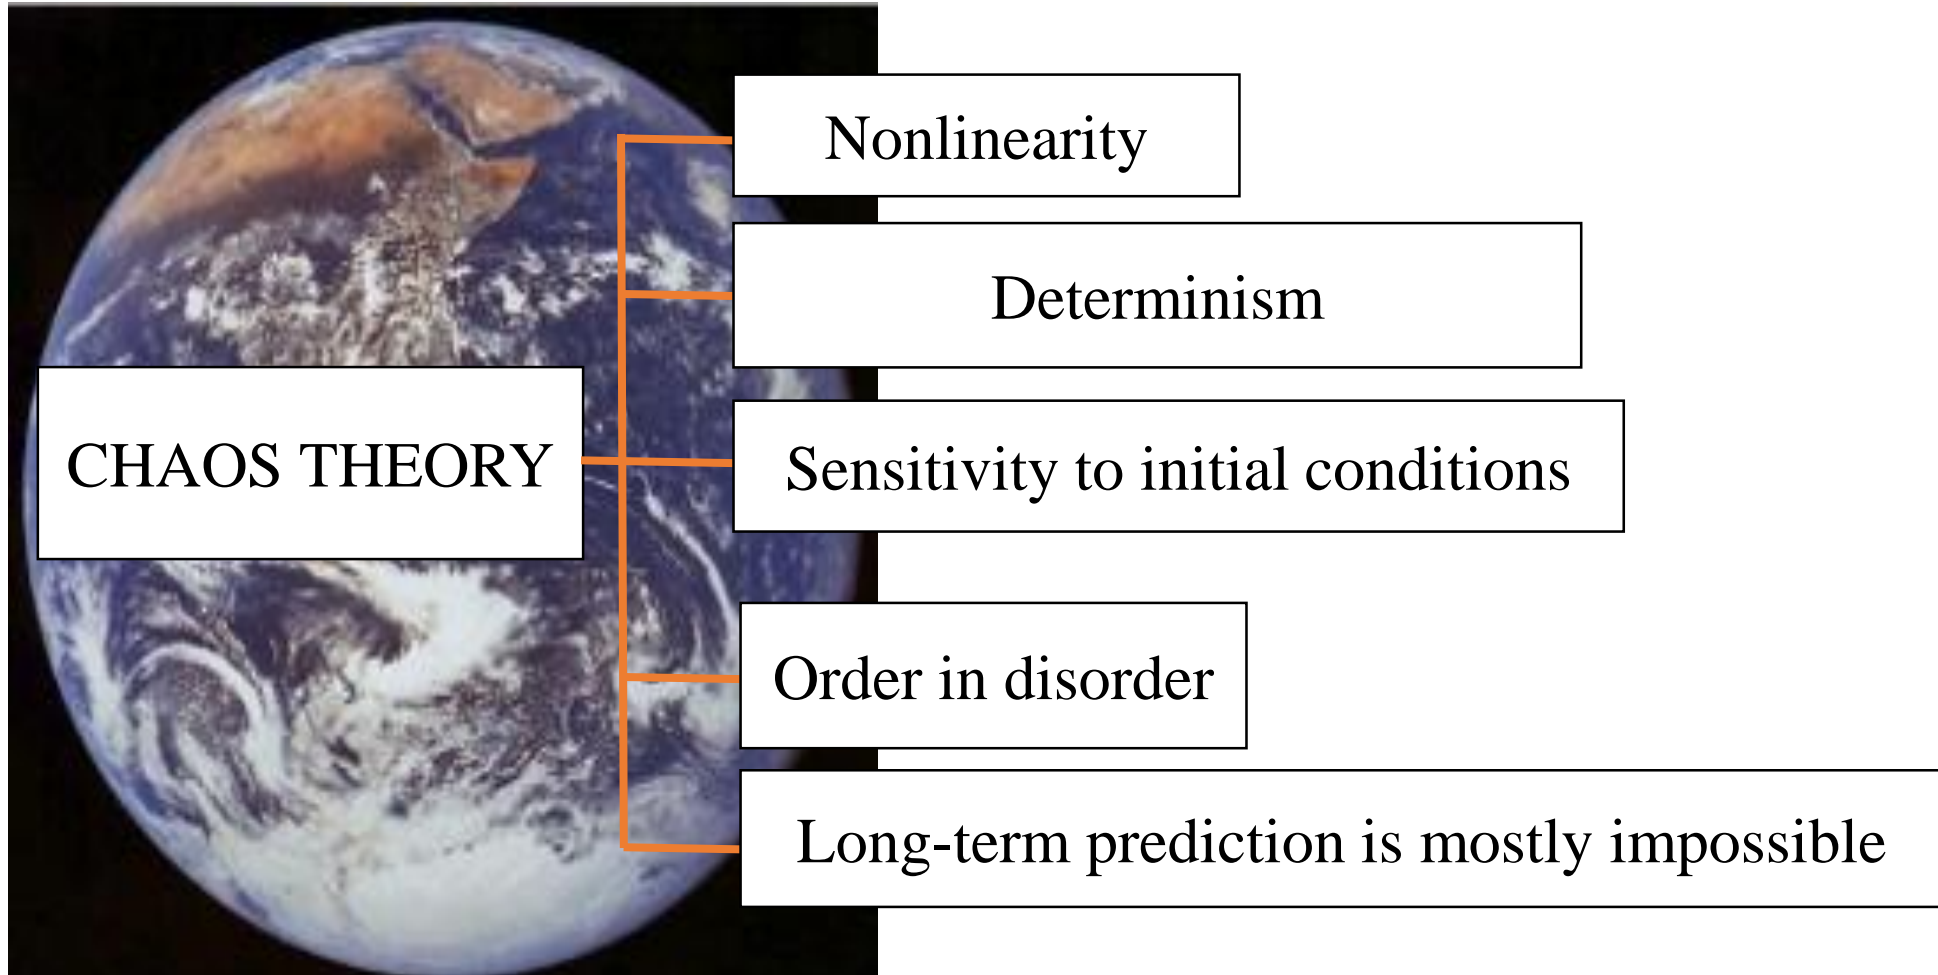 Nonlinearity
Determinism
CHAOS THEORY
Sensitivity to initial conditions
Order in disorder
Long-term prediction is mostly impossible